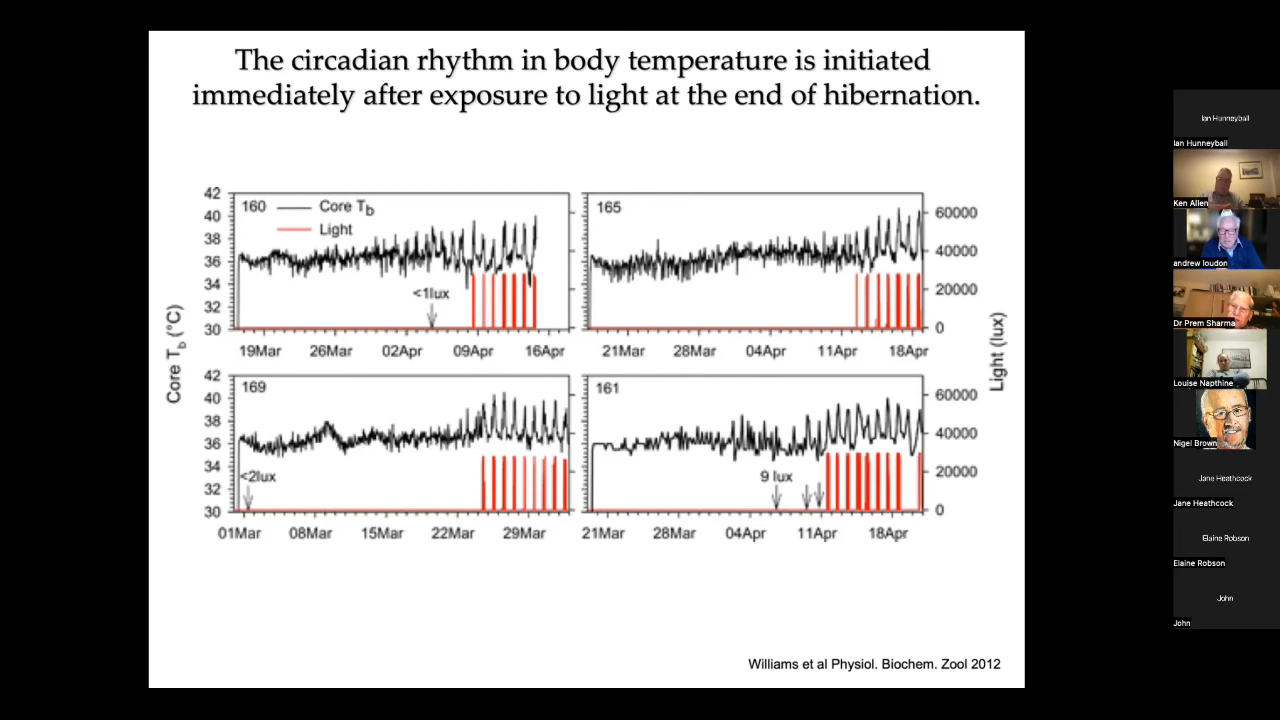 The circadian rhythm in body temperature is initiated
immediately after exposure to light at the end of hibernation.
42
40
38
36
34
32
30
160
Core Tb
Light
<1lux
19Mar 26Mar 02Apr 09Apr 16Apr
165
60000
40000
20000
0
21Mar 28Mar 04Apr 11Apr 18Apr
Core Tb (°C)
Light (lux)
42
40
38
36
34
32
30
169
<2lux
01Mar 08Mar 15Mar 22Mar 29Mar
161
9 lux
60000
40000
20000
0
21Mar 28Mar 04Apr 11Apr 18Apr
Williams et al Physiol. Biochem. Zool 2012
Ian Hunneyball
Ian Hunneyball
Ken Allen
andrew loudon
Dr Prem Sharma
Louise Napthine
Nigel Brown
Jane Heathcock
Jane Heathcock
Elaine Robson
Elaine Robson
John
John